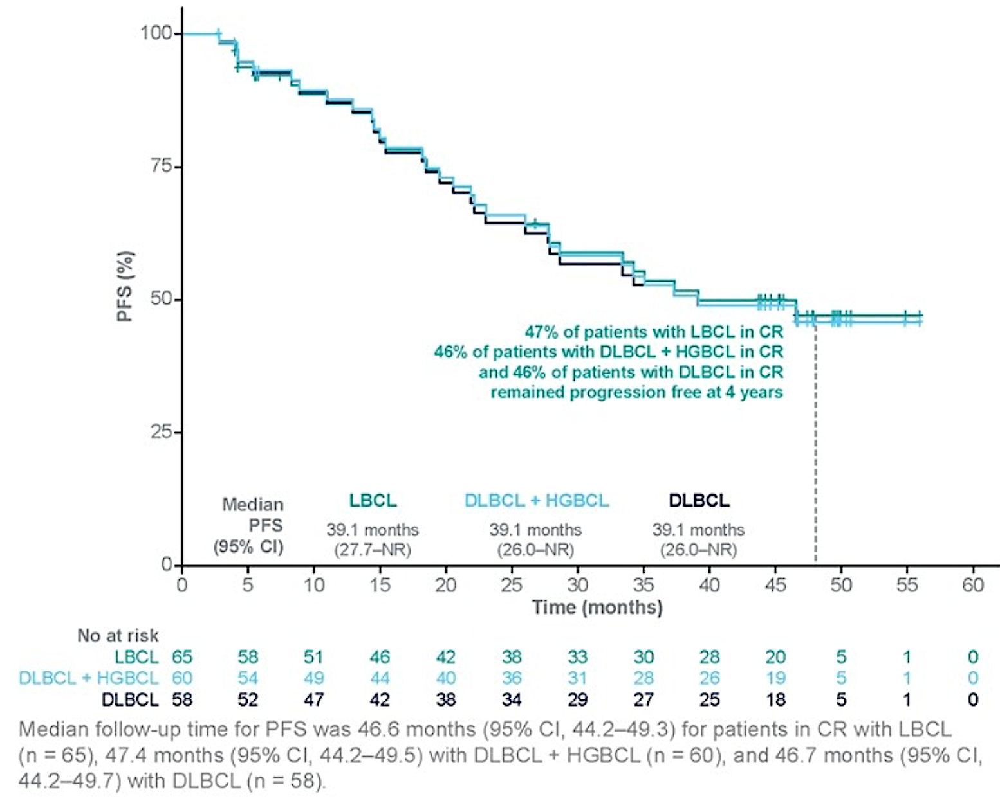 100
75
50
25
0
PFS (%)
47% of patients with LBCL in CR
46% of patients with DLBCL + HGBCL in CR
and 46% of patients with DLBCL in CR
remained progression free at 4 years
Median
PFS
(95% CI)
LBCL DLBCL + HGBCL DLBCL
39.1 months 39.1 months 39.1 months
(27.7–NR) (26.0–NR) (26.0–NR)
0 5 10 15 20 25 30 35 40 45 50 55 60
Time (months)
No at risk
LBCL 65 58 51 46 42 38 33 30 28 20 5 1 0
DLBCL + HGBCL 60 54 49 44 40 36 31 28 26 19 5 1 0
DLBCL 58 52 47 42 38 34 29 27 25 18 5 1 0
Median follow-up time for PFS was 46.6 months (95% CI, 44.2–49.3) for patients in CR with LBCL
(n = 65), 47.4 months (95% CI, 44.2–49.5) with DLBCL + HGBCL (n = 60), and 46.7 months (95% CI,
44.2–49.7) with DLBCL (n = 58).